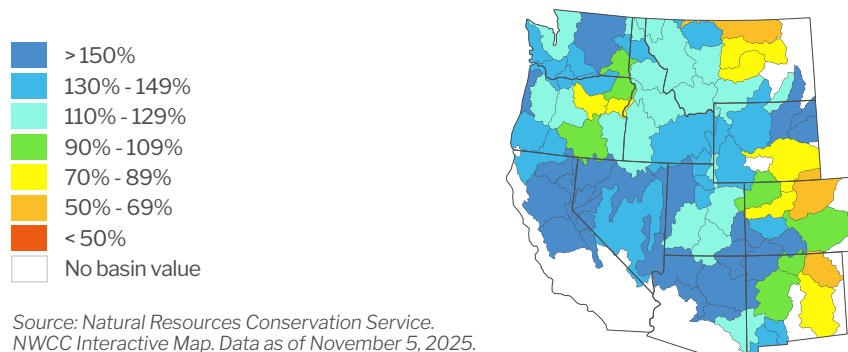 > 150%
130% - 149%
110% - 129%
90% - 109%
70% - 89%
50% - 69%
< 50%
No basin value
Source: Natural Resources Conservation Service.
NWCC Interactive Map. Data as of November 5, 2025.